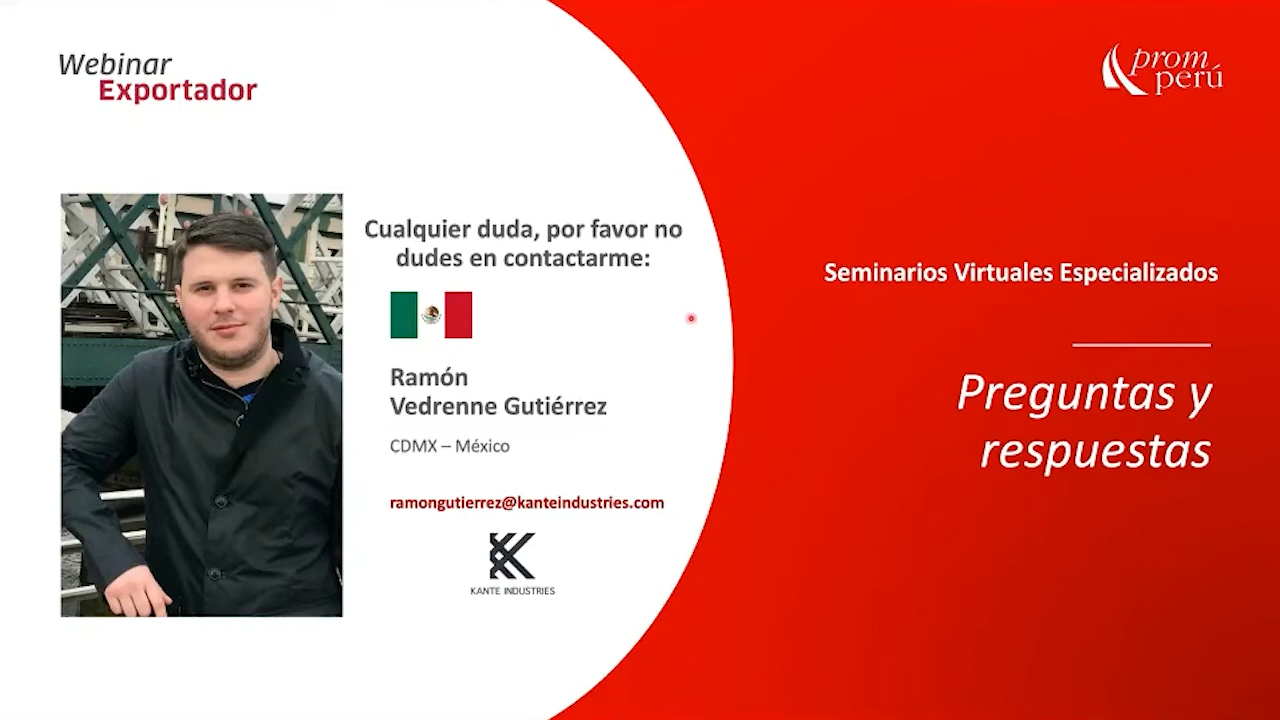 Webinar
Exportador
prom
perú
Cualquier duda, por favor no
dudes en contactarme:
Ramón
Vedrenne Gutiérrez
CDMX – México
ramongutierrez@kanteindustries.com
KANTE INDUSTRIES
Seminarios Virtuales Especializados
Preguntas y
respuestas